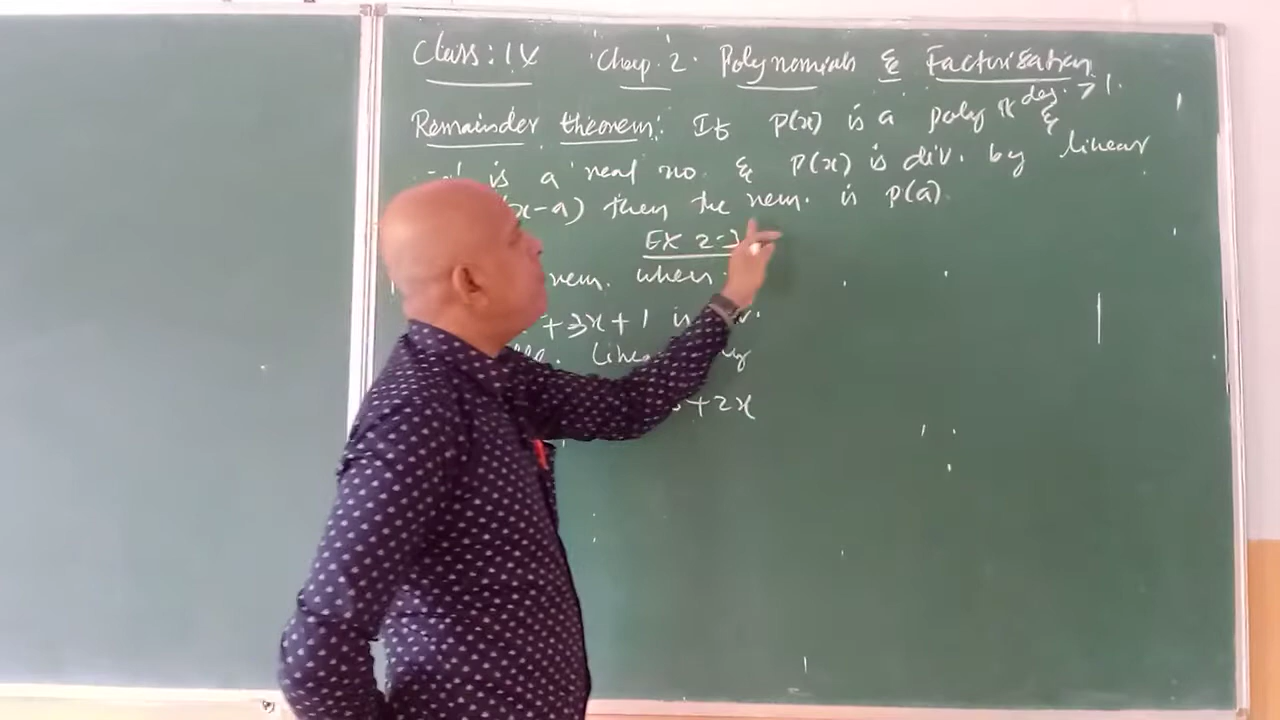 Class: IX Chap. 2. Polynomials & Factorisation
Remainder theorem: If P(x) is a poly of deg. > 1. &
is a real no. & P(x) is div. by linear
(x-a) then the rem. is P(a).
Ex 2.3
rem. when
+3x+1 is
+2x